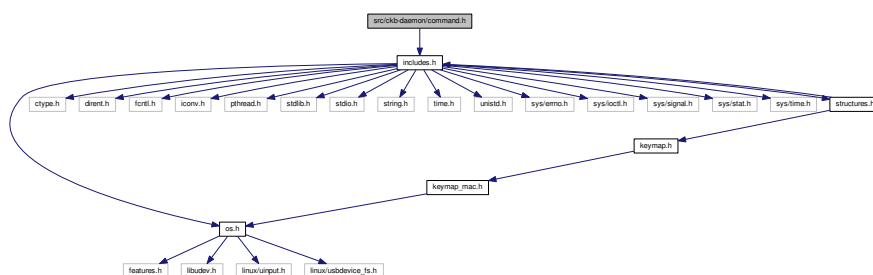 src/ckb-daemon/command.h
includes.h
ctype.h dirent.h fcntl.h iconv.h pthread.h stdlib.h stdio.h string.h time.h unistd.h sys/errno.h sys/ioctl.h sys/signal.h sys/stat.h sys/time.h structures.h
keymap.h
keymap_mac.h
os.h
features.h libudev.h linux/uinput.h linux/usbdevice_fs.h